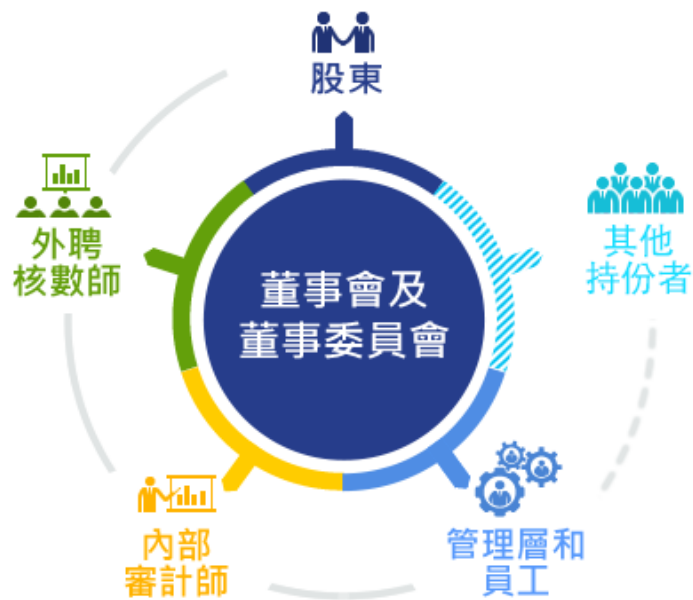 股東
外聘
核數師
其他
持份者
董事會及
董事委員會
內部
審計師
管理層和
員工